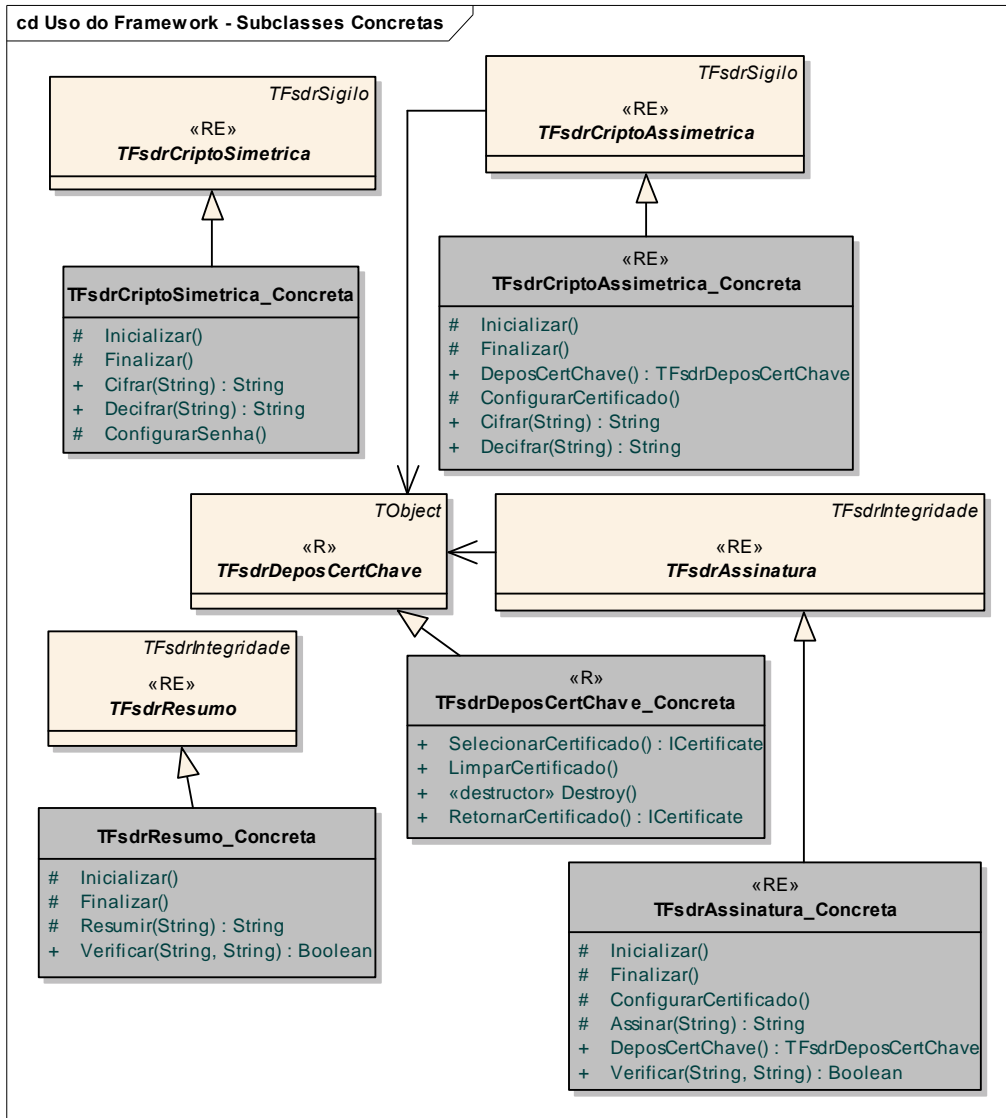 cd Uso do Framework - Subclasses Concretas
TFsdrSigilo
«RE»
TFsdrCriptoSimetrica
TFsdrSigilo
«RE»
TFsdrCriptoAssimetrica
TFsdrCriptoSimetrica_Concreta
# Inicializar()
# Finalizar()
+ Cifrar(String) : String
+ Decifrar(String) : String
# ConfigurarSenha()
«RE»
TFsdrCriptoAssimetrica_Concreta
# Inicializar()
# Finalizar()
+ DeposCertChave() : TFsdrDeposCertChave
# ConfigurarCertificado()
+ Cifrar(String) : String
+ Decifrar(String) : String
TObject
«R»
TFsdrDeposCertChave
TFsdrIntegridade
«RE»
TFsdrAssinatura
TFsdrIntegridade
«RE»
TFsdrResumo
«R»
TFsdrDeposCertChave_Concreta
+ SelecionarCertificado() : ICertificate
+ LimparCertificado()
+ «destructor» Destroy()
+ RetornarCertificado() : ICertificate
TFsdrResumo_Concreta
# Inicializar()
# Finalizar()
# Resumir(String) : String
+ Verificar(String, String) : Boolean
«RE»
TFsdrAssinatura_Concreta
# Inicializar()
# Finalizar()
# ConfigurarCertificado()
# Assinar(String) : String
+ DeposCertChave() : TFsdrDeposCertChave
+ Verificar(String, String) : Boolean